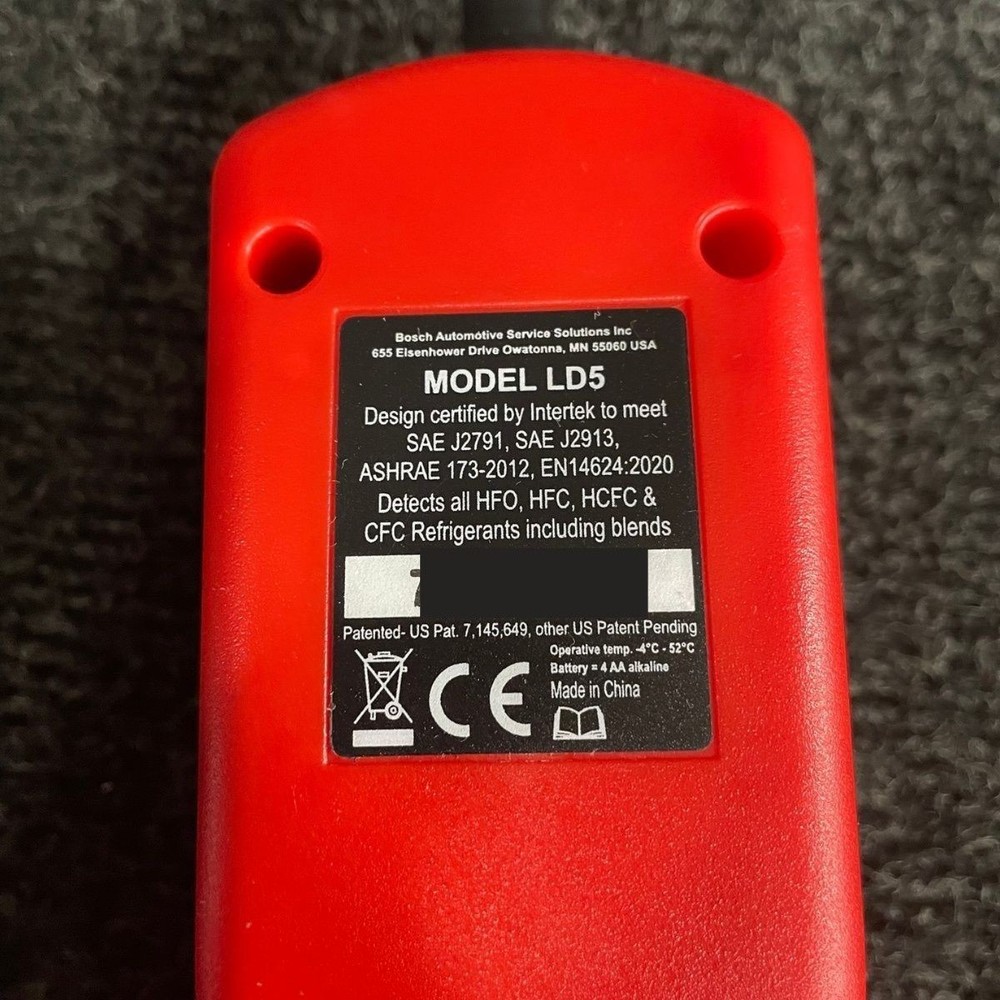 Bosch Automotive Service Solutions Inc
655 Eisenhower Drive Owatonna, MN 55060 USA
MODEL LD5
Design certified by Intertek to meet
SAE J2791, SAE J2913,
ASHRAE 173-2012, EN14624:2020
Detects all HFO, HFC, HCFC &
CFC Refrigerants including blends
Patented- US Pat. 7,145,649, other US Patent Pending
Operative temp. -4°C - 52°C
Battery = 4 AA alkaline
Made in China
CE